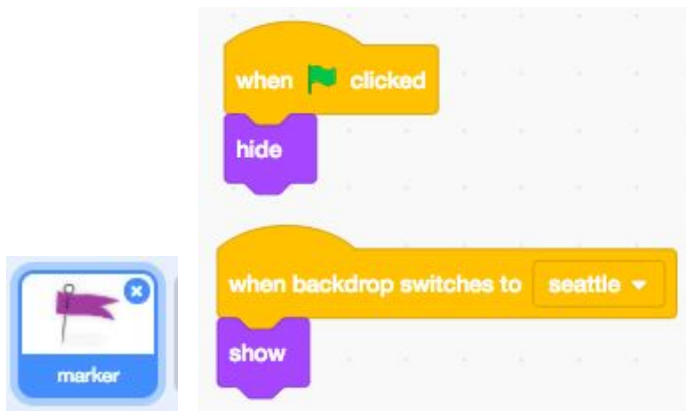 when clicked
hide
when backdrop switches to seattle
show
marker